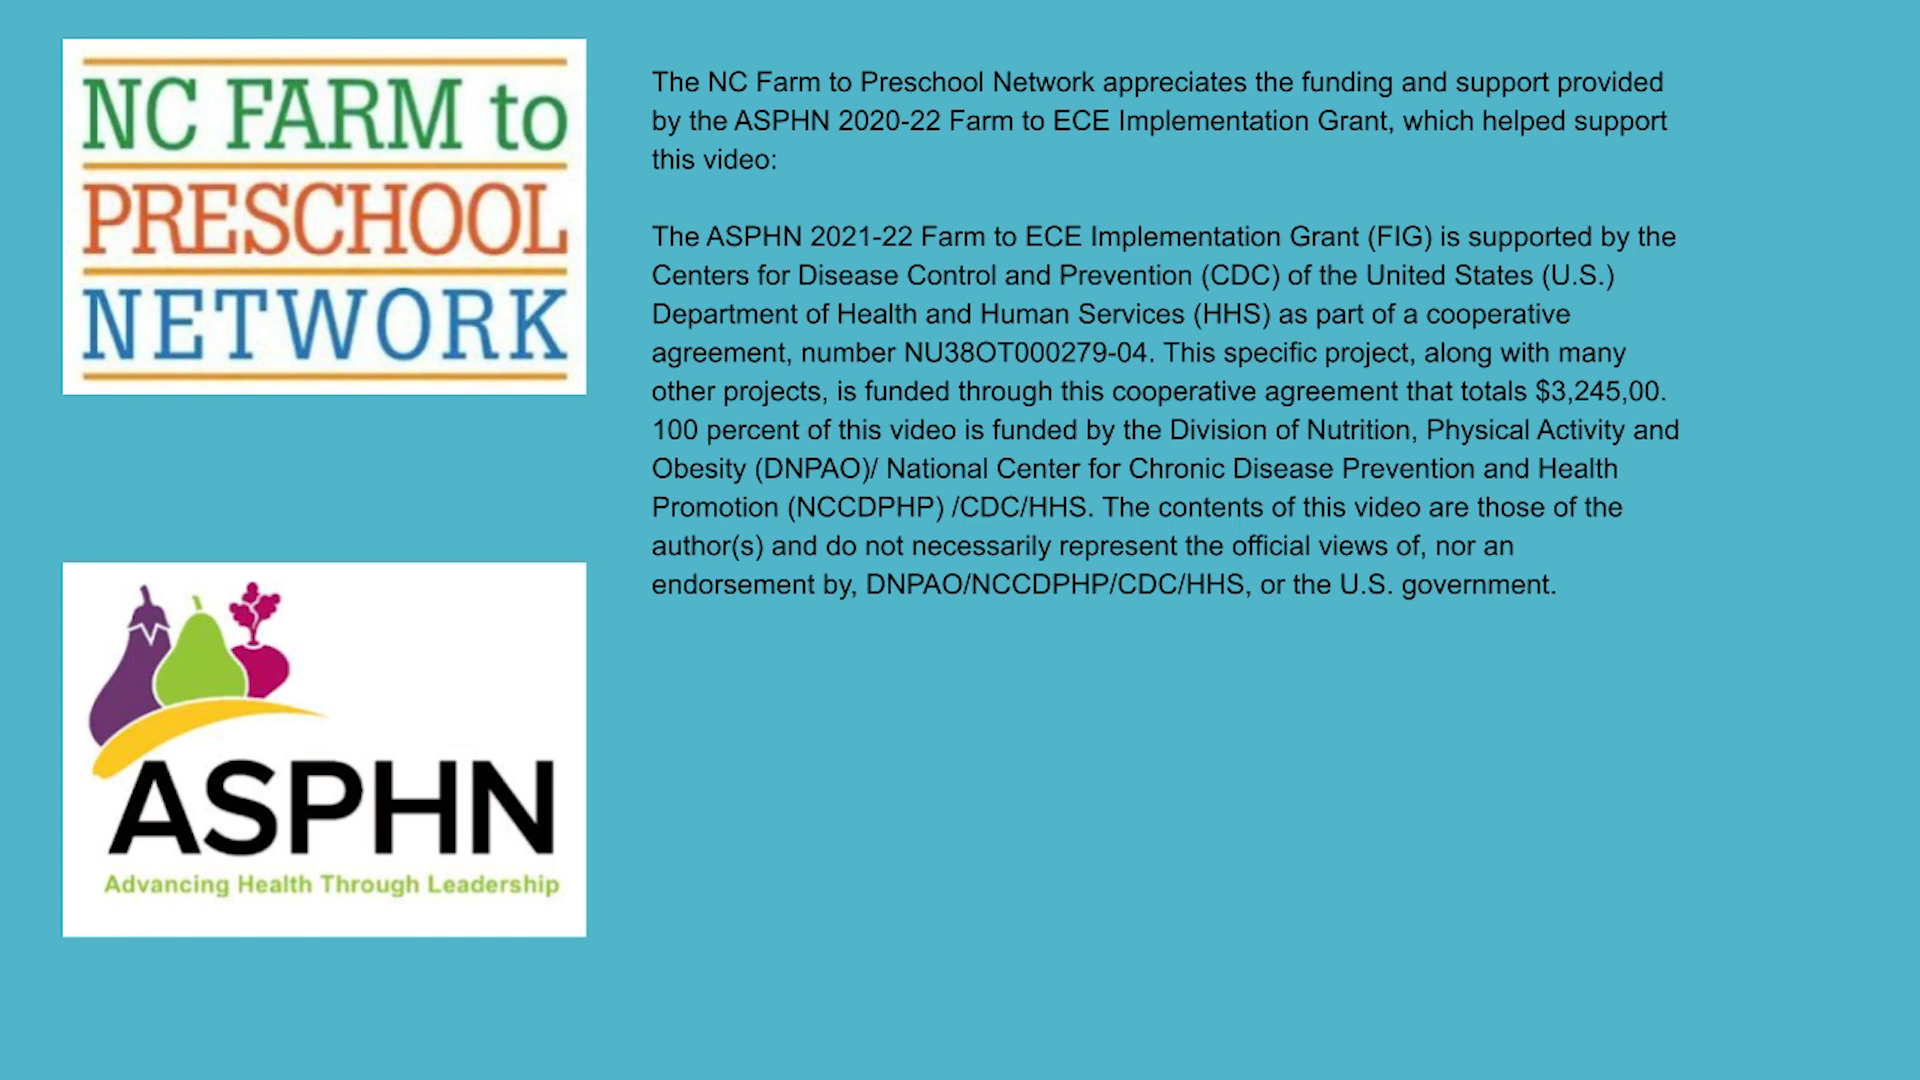 NC FARM to
PRESCHOOL
NETWORK
The NC Farm to Preschool Network appreciates the funding and support provided
by the ASPHN 2020-22 Farm to ECE Implementation Grant, which helped support
this video:
The ASPHN 2021-22 Farm to ECE Implementation Grant (FIG) is supported by the
Centers for Disease Control and Prevention (CDC) of the United States (U.S.)
Department of Health and Human Services (HHS) as part of a cooperative
agreement, number NU38OT000279-04. This specific project, along with many
other projects, is funded through this cooperative agreement that totals $3,245,00.
100 percent of this video is funded by the Division of Nutrition, Physical Activity and
Obesity (DNPAO)/ National Center for Chronic Disease Prevention and Health
Promotion (NCCDPHP) /CDC/HHS. The contents of this video are those of the
author(s) and do not necessarily represent the official views of, nor an
endorsement by, DNPAO/NCCDPHP/CDC/HHS, or the U.S. government.
ASPHN
Advancing Health Through Leadership